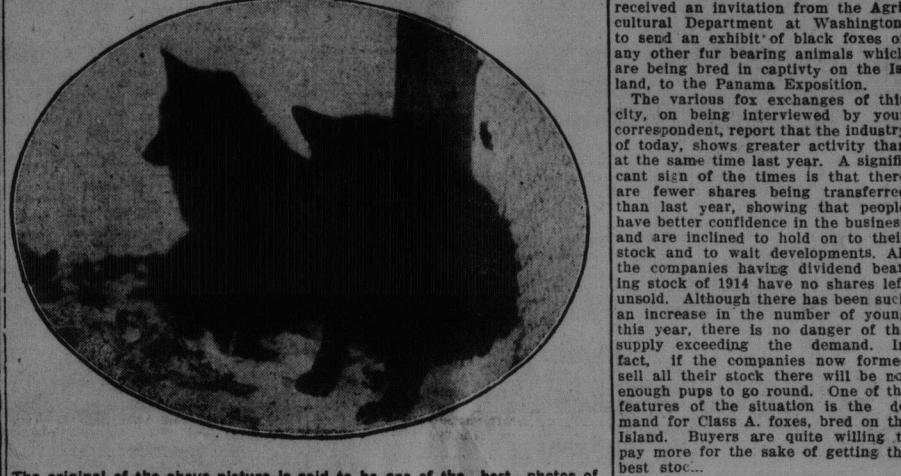 received an invitation from the Agri
cultural Department at Washington
to send an exhibit of black foxes o
any other fur bearing animals which
are being bred in captivty on the Is
land, to the Panama Exposition.
The various fox exchanges of this
city, on being interviewed by your
correspondent, report that the industry
of today, shows greater activity than
at the same time last year. A signifi
cant sign of the times is that there
are fewer shares being transferred
than last year, showing that people
have better confidence in the busines
and are inclined to hold on to their
stock and to wait developments. Al
the companies having dividend bear
ing stock of 1914 have no shares left
unsold. Although there has been such
an increase in the number of young
this year, there is no danger of the
supply exceeding the demand. In
fact, if the companies now forme
sell all their stock there will be no
enough pups to go round. One of th
features of the situation is the de
mand for Class A. foxes, bred on th
Island. Buyers are quite willing t
pay more for the sake of getting th
best stoc...
The original of the above picture is said to be one of the best photos of